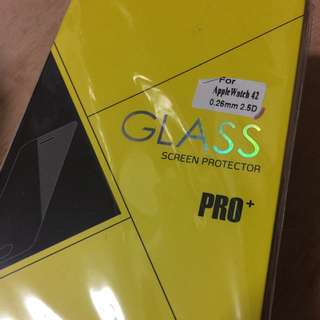 For
AppleWatch 42
0.26mm 2.5D
GLASS
SCREEN PROTECTOR
PRO+